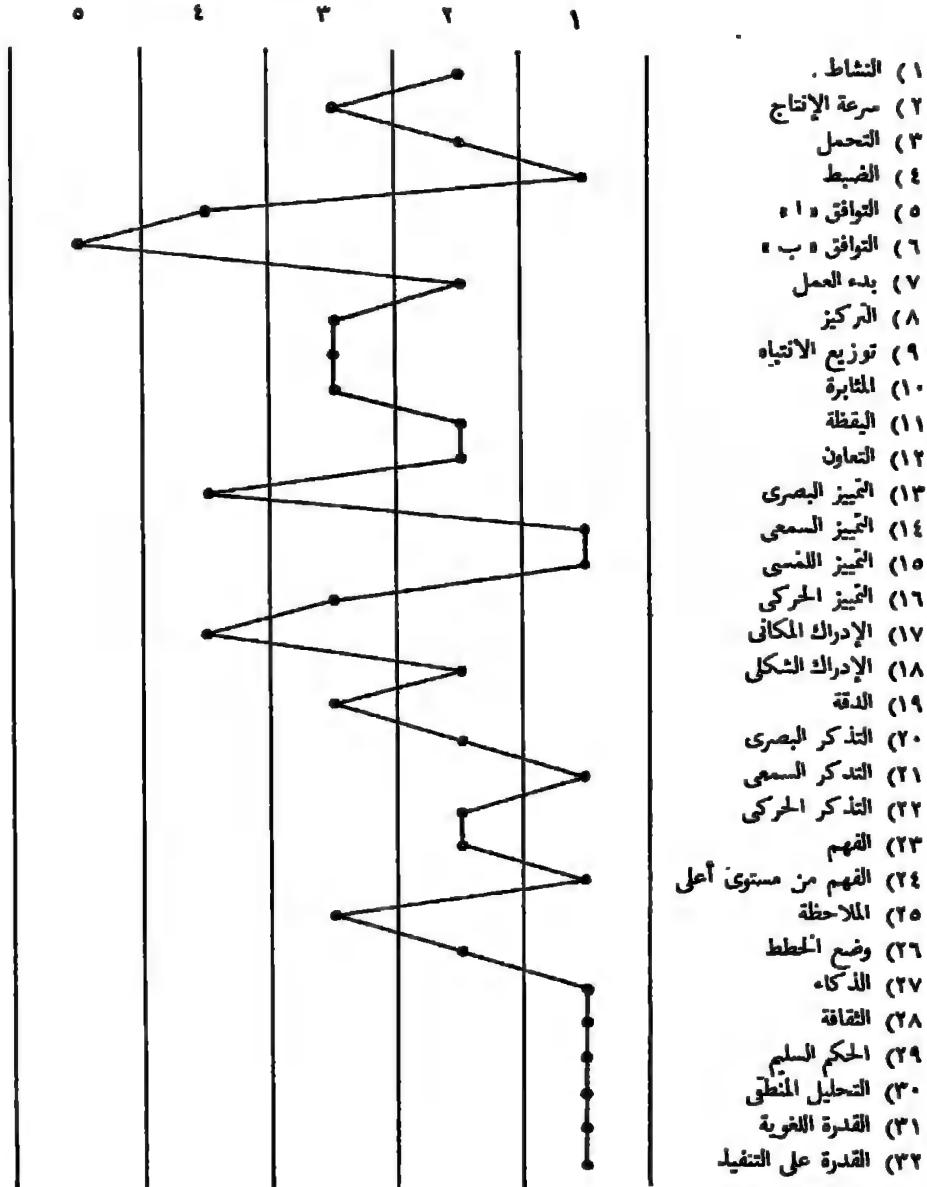 ١ ٢ ٣ ٤ ٥
١) النشاط .
٢) سرعة الإنتاج
٣) التحمل
٤) الضبط
٥) التوافق « ا »
٦) التوافق « ب »
٧) بدء العمل
٨) التركيز
٩) توزيع الانتباه
١٠) المثابرة
١١) اليقظة
١٢) التعاون
١٣) التمييز البصرى
١٤) التمييز السمعى
١٥) التمييز اللمسى
١٦) التمييز الحركى
١٧) الإدراك المكانى
١٨) الإدراك الشكلى
١٩) الدقة
٢٠) التذكر البصرى
٢١) التذكر السمعى
٢٢) التذكر الحركى
٢٣) الفهم
٢٤) الفهم من مستوى أعلى
٢٥) الملاحظة
٢٦) وضع الخطط
٢٧) الذكاء
٢٨) الثقافة
٢٩) الحكم السليم
٣٠) التحليل المنطقى
٣١) القدرة اللغوية
٣٢) القدرة على التنفيذ